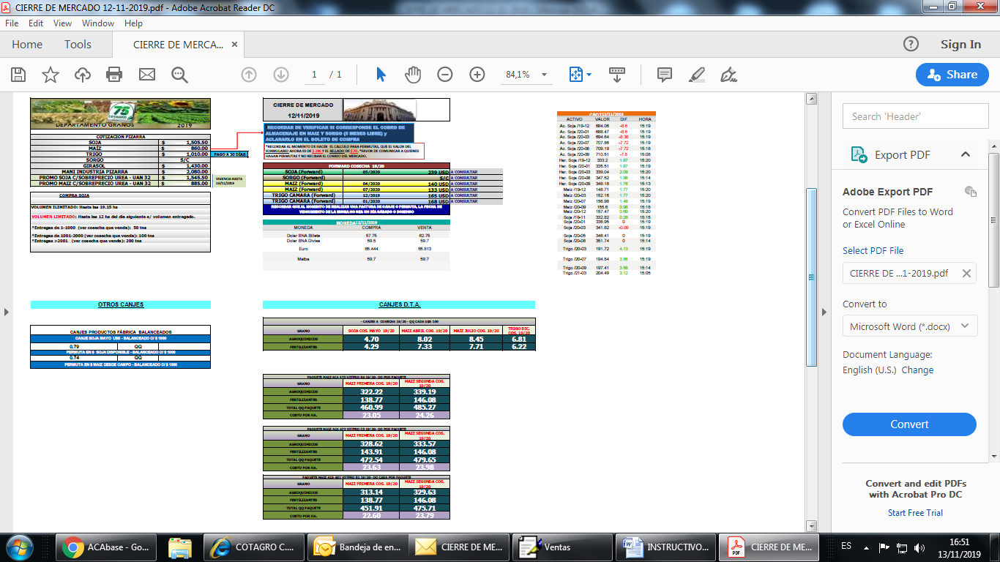 CIERRE DE MERCADO 12-11-2019.pdf - Adobe Acrobat Reader DC
File Edit View Window Help
Home Tools CIERRE DE MERCA... × Sign In
1 / 1 84,1% Share
75
COTAGRO
DEPARTAMENTO GRANOS 2019
COTIZACION PIZARRA
SOJA $ 1,505.50
MAÍZ $ 860.00
TRIGO $ 1,010.00 PAGO A 30 DÍAS
SORGO S/C
GIRASOL $ 1,430.00
MANI INDUSTRIA PIZARRA $ 2,080.00
PROMO SOJA C/SOBREPRECIO UREA - UAN 32 $ 1,545.50
PROMO MAIZ C/SOBREPRECIO UREA - UAN 32 $ 885.00
VIGENCIA HASTA
COMPRA SOJA
VOLUMEN ILIMITADO: Hasta las 19.15 hs
VOLUMEN LIMITADO: Hasta las 12 hs del día siguiente s/ volumen entregado.
*Entregas de 1-1000 (ver cosecha que venda): 50 tns
*Entregas de 1001-2000 (ver cosecha que venda): 100 tns
*Entregas >2001 (ver cosecha que venda): 200 tns
CIERRE DE MERCADO
12/11/2019
RECORDAR DE VERIFICAR SI CORRESPONDE EL COBRO DE
ALMACENAJE EN MAIZ Y SORGO (5 MESES LIBRE) y
ACLARARLO EN EL BOLETO DE COMPRA
*RECORDAR AL MOMENTO DE HACER EL CALCULO PARA PERMUTAS, QUE EL VALOR DEL
FORMULARIO AHORA ES DE $ 290 Y EL SELLADO DE $70. *FAVOR DE COMUNICAR A QUIENES
HAGAN PERMUTAS Y NO RECIBAN EL CORREO DEL MERCADO.
FORWARD COSECHA 19/20
SOJA (Forward) 05/2020 239 USD A CONSULTAR
SORGO (Forward) S/C A CONSULTAR
MAIZ (Forward) 04/2020 140 USD A CONSULTAR
MAIZ (Forward) 07/2020 133 USD A CONSULTAR
TRIGO CAMARA (Forward) 12/2019 165 USD A CONSULTAR
TRIGO CAMARA (Forward) 01/2020 168 USD A CONSULTAR
RECORDAR QUE AL MOMENTO DE REALIZAR UNA FACTURA DE CANJE O PERMUTA, LA FECHA DE
VENCIMIENTO DE LA MISMA NO SEA UN DIA SÁBADO O DOMINGO
MONEDA 12/11/2019
MONEDA COMPRA VENTA
Dolar BNA Billete 57.75 62.75
Dolar BNA Divisa 59.5 59.7
Euro 65.444 65.813
Matba 59.7 59.7
CBOT 12/11/2019
ACTIVO VALOR DIF HORA
Ac. Soja /19-12 684.06 -8.6 15:19
Ac. Soja /20-01 688.47 -8.6 15:19
Ac. Soja /20-03 694.64 -8.38 15:19
Ac. Soja /20-05 707.86 -7.72 15:19
Ac. Soja /20-08 709.19 -7.72 15:18
Ac. Soja /20-09 710.51 -7.5 15:08
Har. Soja /19-12 333.2 1.87 15:20
Har. Soja /20-01 335.51 1.87 15:19
Har. Soja /20-03 339.04 2.09 15:20
Har. Soja /20-08 347.52 1.98 15:14
Har. Soja /20-09 348.18 1.76 15:13
Maiz /19-12 148.71 1.77 15:20
Maiz /20-03 152.16 1.77 15:20
Maiz /20-07 156.98 1.48 15:19
Maiz /20-09 155.6 0.98 15:18
Maiz /20-12 157.47 0.69 15:20
Soja /19-11 332.82 0.28 15:15
Soja /20-01 336.95 0 15:19
Soja /20-03 341.82 -0.09 15:19
Soja /20-05 346.41 0 15:19
Soja /20-08 351.74 0 15:14
Trigo /20-03 191.72 4.13 15:19
Trigo /20-07 194.84 3.86 15:19
Trigo /20-09 197.41 3.58 15:14
Trigo /21-03 204.49 3.12 15:05
OTROS CANJES
CANJES PRODUCTOS FÁBRICA BALANCEADOS
CANJE SOJA MAYO U$S - BALANCEADO C/ $ 1000
0.79 QQ
PERMUTA EN $ SOJA DISPONIBLE - BALANCEADO C/ $ 1000
0.74 QQ
PERMUTA EN $ MAIZ DESDE CAMPO - BALANCEADO C/ $ 1000
CANJES D.T.A.
- CANJES A COSECHA 19/20 - QQ CADA U$S 100
GRANO SOJA COS. MAYO 19/20 MAIZ ABRIL COS. 19/20 MAIZ JULIO COS. 19/20 TRIGO DIC. COS. 19/20
AGROQUIMICOS 4.70 8.02 8.45 6.81
FERTILIZANTES 4.29 7.33 7.71 6.22
PAQUETE MAIZ ACA 473 VITPRO R4 19/20- QQ POR PAQUETE
GRANO MAIZ PRIMERA COS. 19/20 MAIZ SEGUNDA COS. 19/20
AGROQUIMICOS 322.22 339.19
FERTILIZANTES 138.77 146.08
TOTAL QQ PAQUETE 460.99 485.27
COSTO POR HA. 23.05 24.26
PAQUETE MAIZ ACA 473 VITPRO C5 19/20- QQ POR PAQUETE
GRANO MAIZ PRIMERA COS. 19/20 MAIZ SEGUNDA COS. 19/20
AGROQUIMICOS 328.62 333.57
FERTILIZANTES 143.91 146.08
TOTAL QQ PAQUETE 472.54 479.65
COSTO POR HA. 23.63 23.98
GRANO MAIZ PRIMERA COS. 19/20 MAIZ SEGUNDA COS. 19/20
AGROQUIMICOS 313.14 329.63
FERTILIZANTES 138.77 146.08
TOTAL QQ PAQUETE 451.91 475.71
COSTO POR HA. 22.60 23.79
Search 'Header'
Export PDF
Adobe Export PDF
Convert PDF Files to Word
or Excel Online
Select PDF File
CIERRE DE ...1-2019.pdf
Convert to
Microsoft Word (*.docx)
Document Language:
English (U.S.) Change
Convert
Convert and edit PDFs
with Acrobat Pro DC
Start Free Trial
ACAbase - Go... COTAGRO C.... Bandeja de en... CIERRE DE ME... Ventas INSTRUCTIVO... CIERRE DE ME...
ES 16:51
13/11/2019